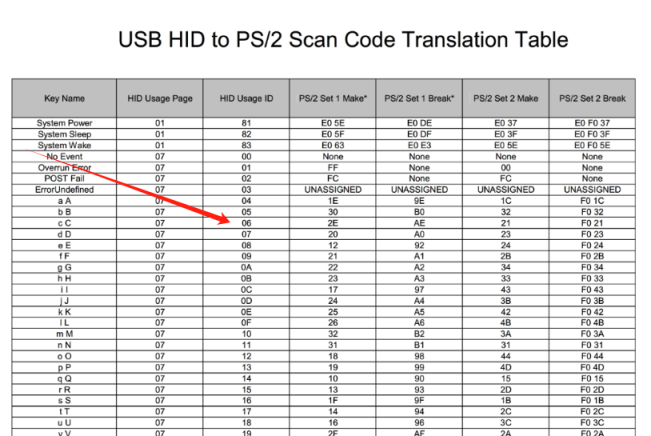 USB HID to PS/2 Scan Code Translation Table
Key Name HID Usage Page HID Usage ID PS/2 Set 1 Make* PS/2 Set 1 Break* PS/2 Set 2 Make PS/2 Set 2 Break
System Power 01 81 E0 5E E0 DE E0 37 E0 F0 37
System Sleep 01 82 E0 5F E0 DF E0 3F E0 F0 3F
System Wake 01 83 E0 63 E0 E3 E0 5E E0 F0 5E
No Event 07 00 None None None None
Overrun Error 07 01 FF None 00 None
POST Fail 07 02 FC None FC None
ErrorUndefined 07 03 UNASSIGNED UNASSIGNED UNASSIGNED UNASSIGNED
a A 07 04 1E 9E 1C F0 1C
b B 07 05 30 B0 32 F0 32
c C 07 06 2E AE 21 F0 21
d D 07 07 20 A0 23 F0 23
e E 07 08 12 92 24 F0 24
f F 07 09 21 A1 2B F0 2B
g G 07 0A 22 A2 34 F0 34
h H 07 0B 23 A3 33 F0 33
i I 07 0C 17 97 43 F0 43
j J 07 0D 24 A4 3B F0 3B
k K 07 0E 25 A5 42 F0 42
l L 07 0F 26 A6 4B F0 4B
m M 07 10 32 B2 3A F0 3A
n N 07 11 31 B1 31 F0 31
o O 07 12 18 98 44 F0 44
p P 07 13 19 99 4D F0 4D
q Q 07 14 10 90 15 F0 15
r R 07 15 13 93 2D F0 2D
s S 07 16 1F 9F 1B F0 1B
t T 07 17 14 94 2C F0 2C
u U 07 18 16 96 3C F0 3C
v V 07 19 2F AF 2A F0 2A